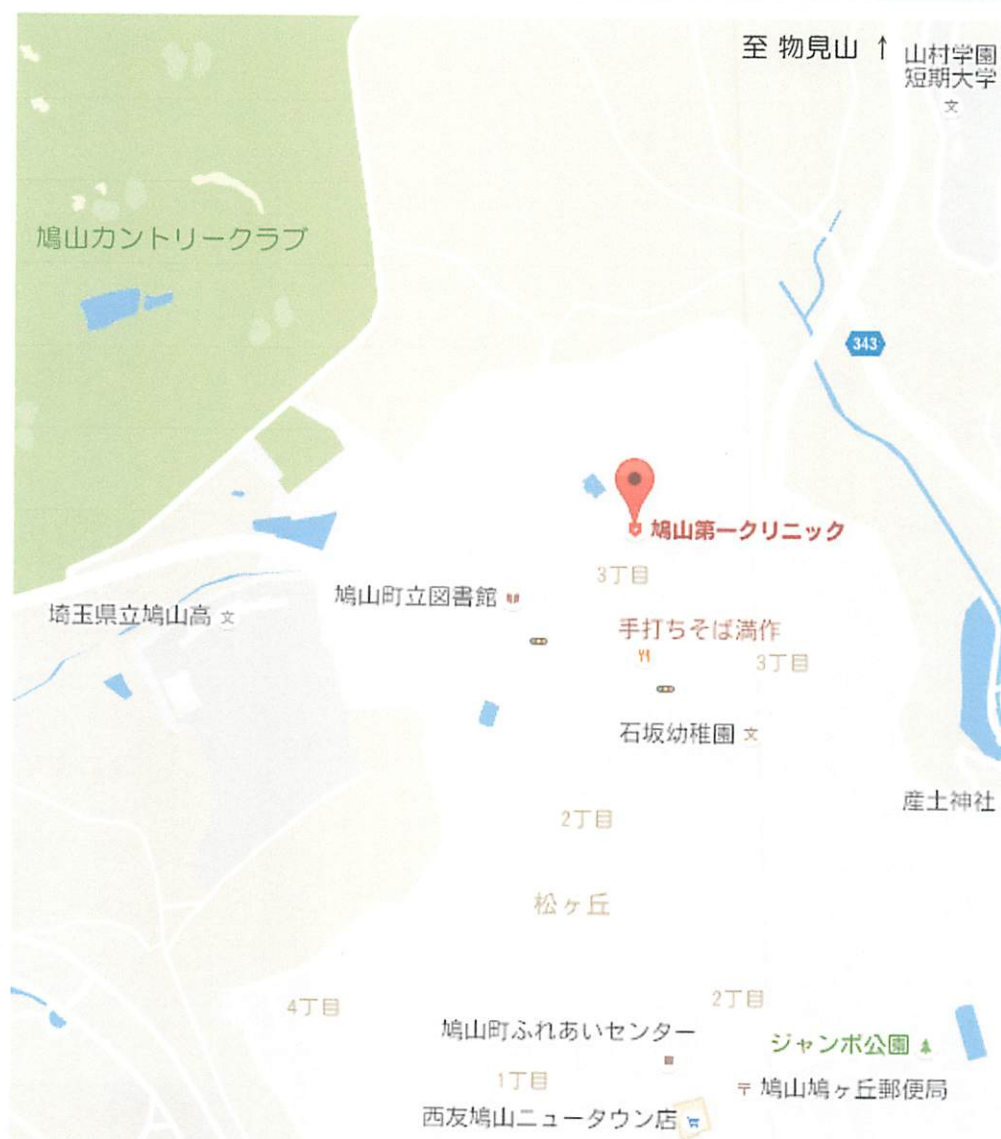 至 物見山 ↑
山村学園
短期大学
文
鳩山カントリークラブ
343
鳩山第一クリニック
3丁目
鳩山町立図書館
埼玉県立鳩山高 文
手打ちそば満作
3丁目
石坂幼稚園 文
産土神社
2丁目
松ヶ丘
4丁目
2丁目
鳩山町ふれあいセンター
ジャンボ公園
1丁目
〒 鳩山鳩ヶ丘郵便局
西友鳩山ニュータウン店